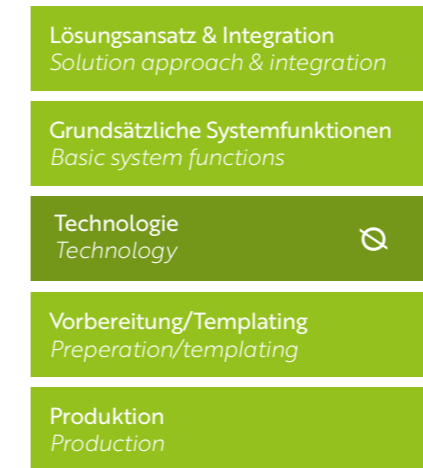 Lösungsansatz & Integration
Solution approach & integration
Grundsätzliche Systemfunktionen
Basic system functions
Technologie
Technology
Vorbereitung/Templating
Preperation/templating
Produktion
Production